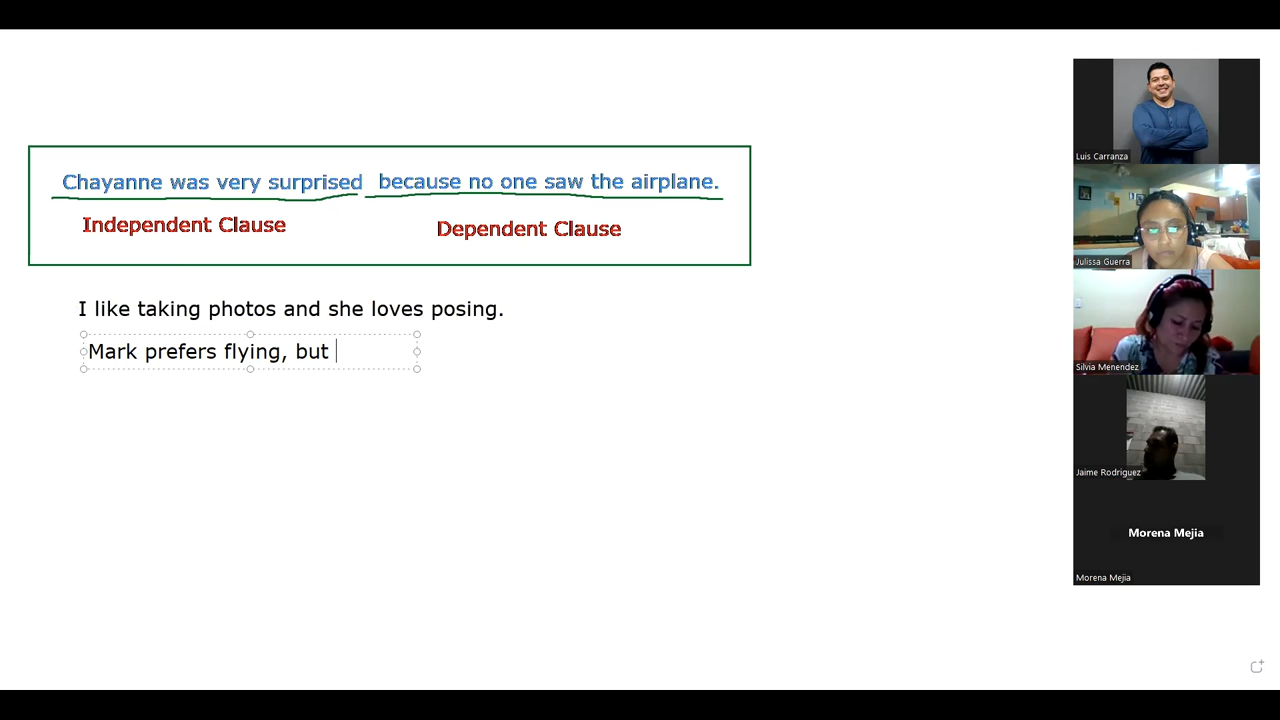 Chayanne was very surprised because no one saw the airplane.
Independent Clause Dependent Clause
I like taking photos and she loves posing.
Mark prefers flying, but
Luis Carranza
Julissa Guerra
Silvia Menendez
Jaime Rodriguez
Morena Mejia
Morena Mejia